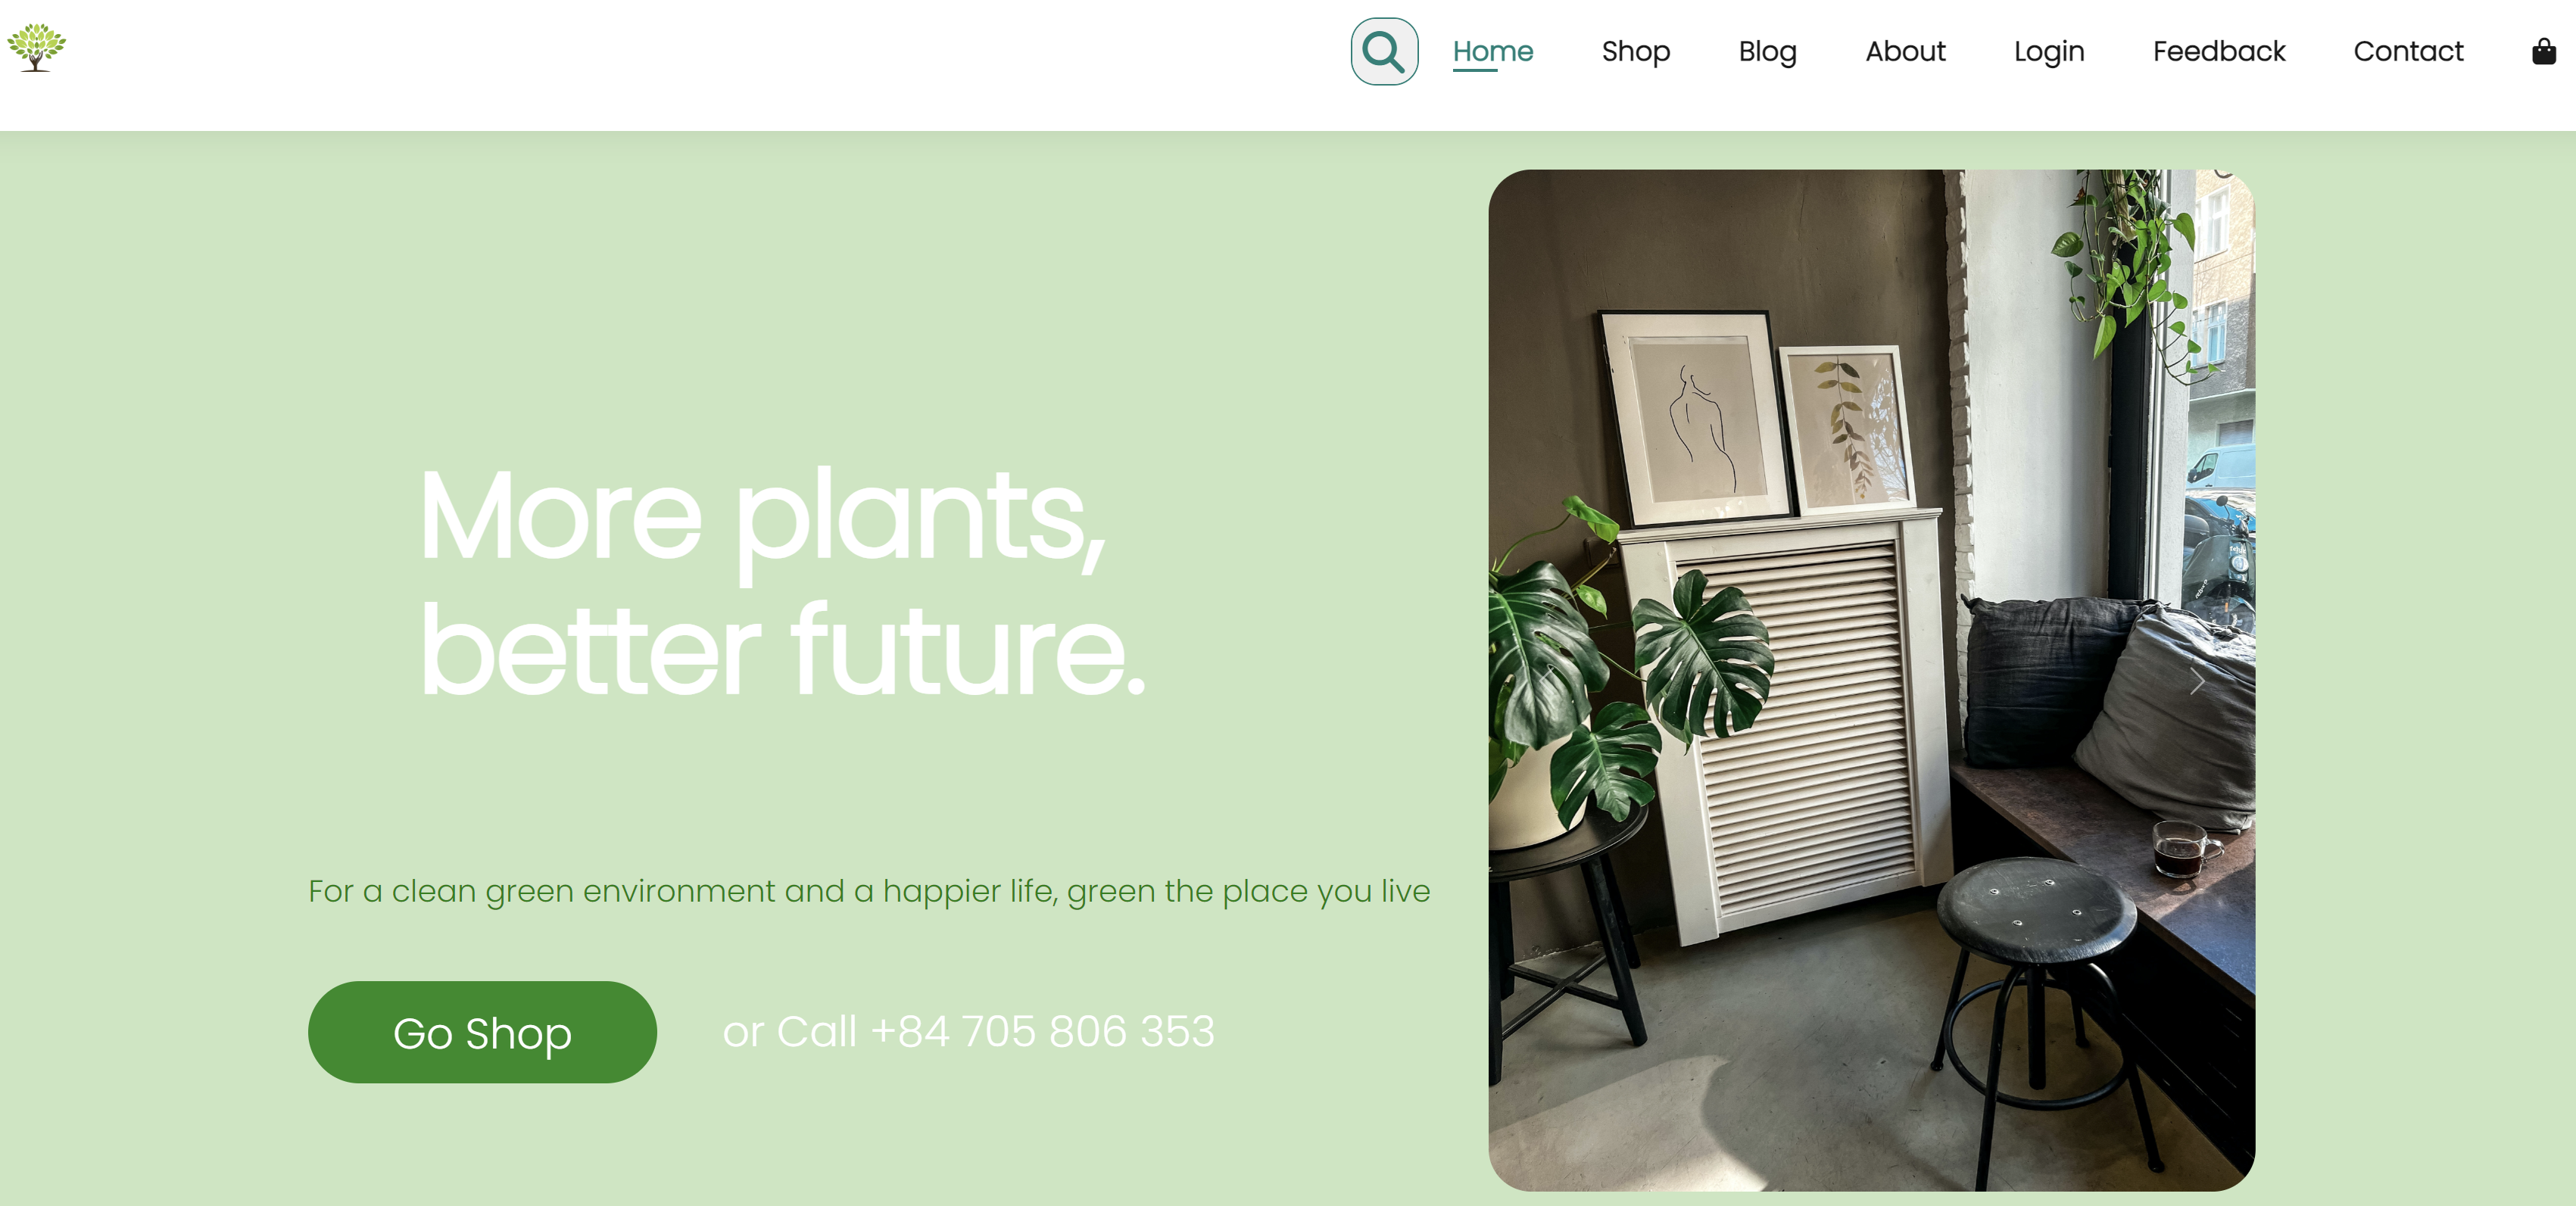 Home Shop Blog About Login Feedback Contact
More plants,
better future.
For a clean green environment and a happier life, green the place you live
Go Shop
or Call +84 705 806 353